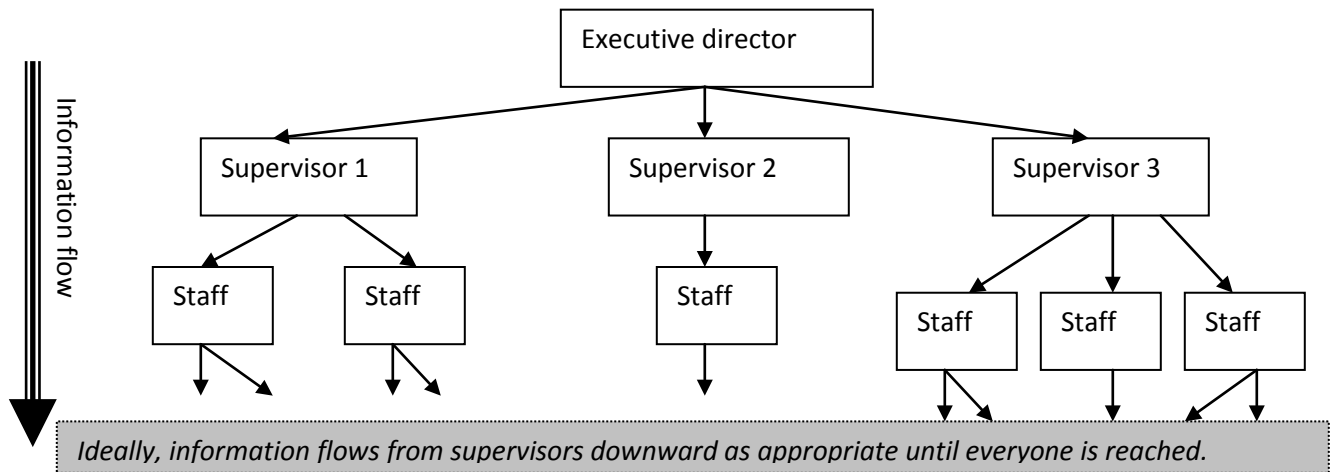 Executive director
Information flow
Supervisor 1
Supervisor 2
Supervisor 3
Staff
Staff
Staff
Staff
Staff
Staff
Ideally, information flows from supervisors downward as appropriate until everyone is reached.